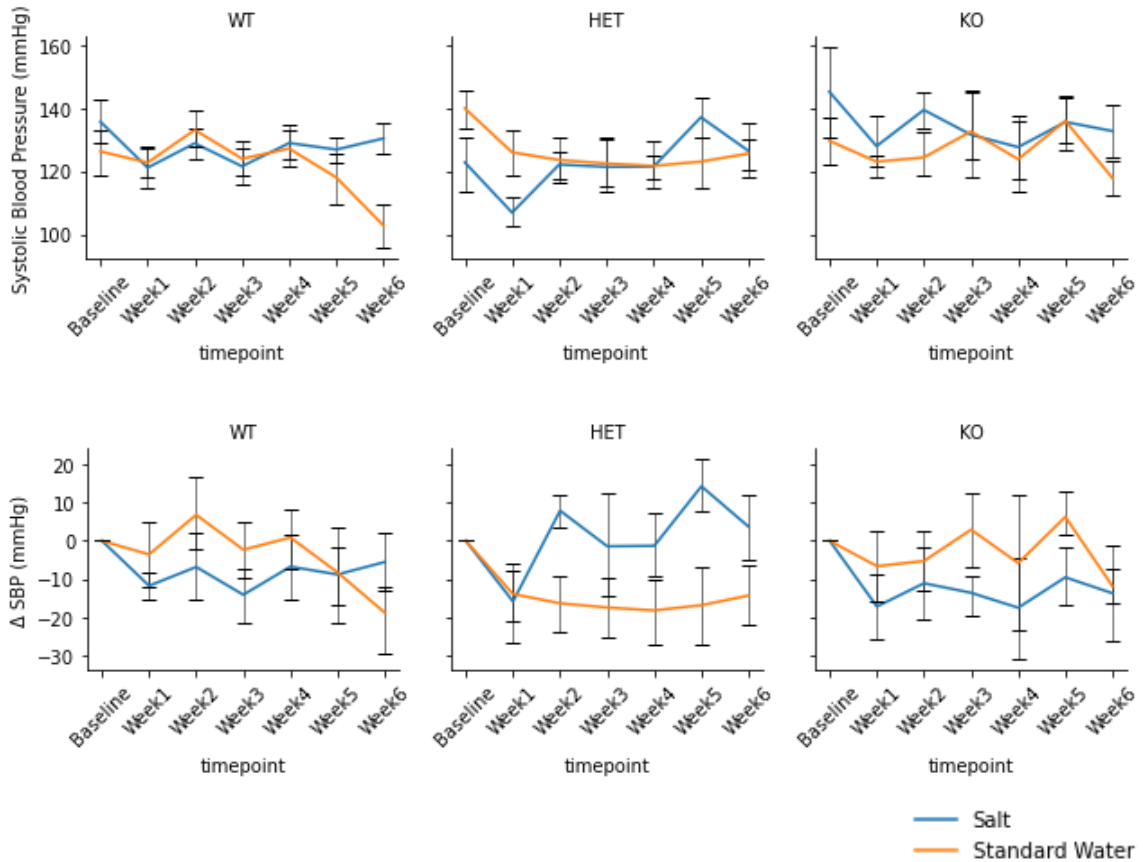 WT
HET
KO
Systolic Blood Pressure (mmHg)
160
140
120
100
Baseline
Week1
Week2
Week3
Week4
Week5
Week6
Baseline
Week1
Week2
Week3
Week4
Week5
Week6
Baseline
Week1
Week2
Week3
Week4
Week5
Week6
timepoint
timepoint
timepoint
WT
HET
KO
Δ SBP (mmHg)
20
10
0
−10
−20
−30
Baseline
Week1
Week2
Week3
Week4
Week5
Week6
Baseline
Week1
Week2
Week3
Week4
Week5
Week6
Baseline
Week1
Week2
Week3
Week4
Week5
Week6
timepoint
timepoint
timepoint
Salt
Standard Water